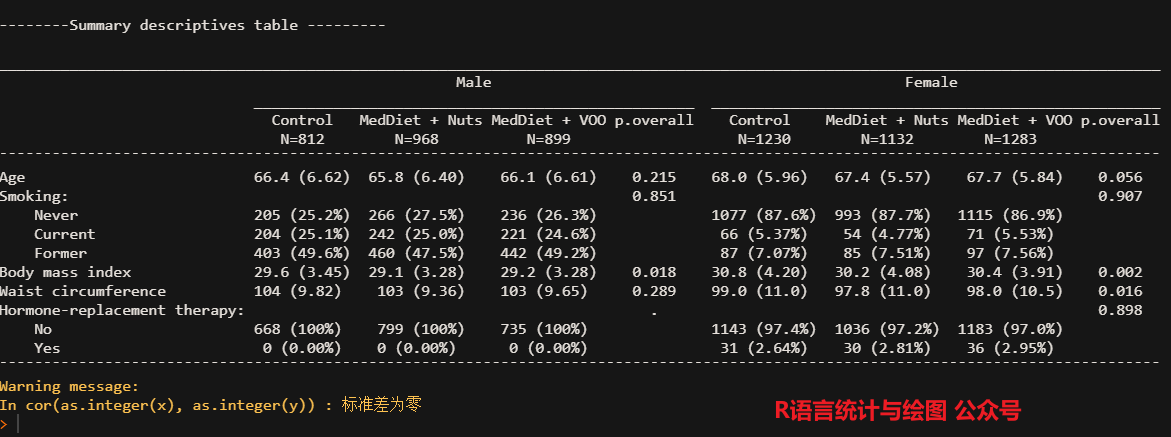 --------Summary descriptives table ---------
Male Female
Control MedDiet + Nuts MedDiet + VOO p.overall Control MedDiet + Nuts MedDiet + VOO p.overall
N=812 N=968 N=899 N=1230 N=1132 N=1283
Age 66.4 (6.62) 65.8 (6.40) 66.1 (6.61) 0.215 68.0 (5.96) 67.4 (5.57) 67.7 (5.84) 0.056
Smoking: 0.851 0.907
Never 205 (25.2%) 266 (27.5%) 236 (26.3%) 1077 (87.6%) 993 (87.7%) 1115 (86.9%)
Current 204 (25.1%) 242 (25.0%) 221 (24.6%) 66 (5.37%) 54 (4.77%) 71 (5.53%)
Former 403 (49.6%) 460 (47.5%) 442 (49.2%) 87 (7.07%) 85 (7.51%) 97 (7.56%)
Body mass index 29.6 (3.45) 29.1 (3.28) 29.2 (3.28) 0.018 30.8 (4.20) 30.2 (4.08) 30.4 (3.91) 0.002
Waist circumference 104 (9.82) 103 (9.36) 103 (9.65) 0.289 99.0 (11.0) 97.8 (11.0) 98.0 (10.5) 0.016
Hormone-replacement therapy: . 0.898
No 668 (100%) 799 (100%) 735 (100%) 1143 (97.4%) 1036 (97.2%) 1183 (97.0%)
Yes 0 (0.00%) 0 (0.00%) 0 (0.00%) 31 (2.64%) 30 (2.81%) 36 (2.95%)
Warning message:
In cor(as.integer(x), as.integer(y)) : 标准差为零
>
R语言统计与绘图 公众号